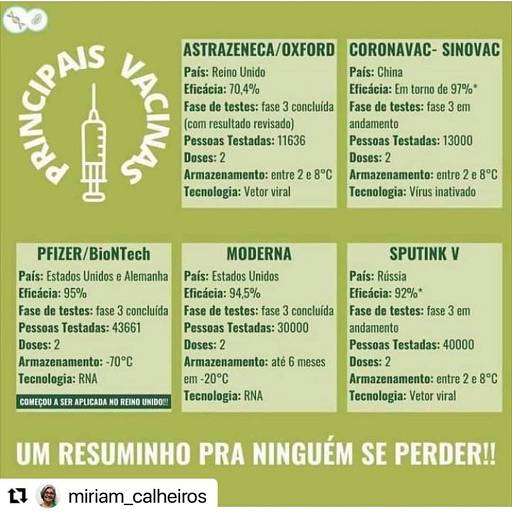 PRINCIPAIS VACINAS
ASTRAZENECA/OXFORD
País: Reino Unido
Eficácia: 70,4%
Fase de testes: fase 3 concluída
(com resultado revisado)
Pessoas Testadas: 11636
Doses: 2
Armazenamento: entre 2 e 8°C
Tecnologia: Vetor viral
CORONAVAC- SINOVAC
País: China
Eficácia: Em torno de 97%*
Fase de testes: fase 3 em
andamento
Pessoas Testadas: 13000
Doses: 2
Armazenamento: entre 2 e 8°C
Tecnologia: Vírus inativado
PFIZER/BioNTech
País: Estados Unidos e Alemanha
Eficácia: 95%
Fase de testes: fase 3 concluída
Pessoas Testadas: 43661
Doses: 2
Armazenamento: -70°C
Tecnologia: RNA
COMEÇOU A SER APLICADA NO REINO UNIDO!!!
MODERNA
País: Estados Unidos
Eficácia: 94,5%
Fase de testes: fase 3 concluída
Pessoas Testadas: 30000
Doses: 2
Armazenamento: até 6 meses
em -20°C
Tecnologia: RNA
SPUTINK V
País: Rússia
Eficácia: 92%*
Fase de testes: fase 3 em
andamento
Pessoas Testadas: 40000
Doses: 2
Armazenamento: entre 2 e 8°C
Tecnologia: Vetor viral
UM RESUMINHO PRA NINGUÉM SE PERDER!!
miriam_calheiros